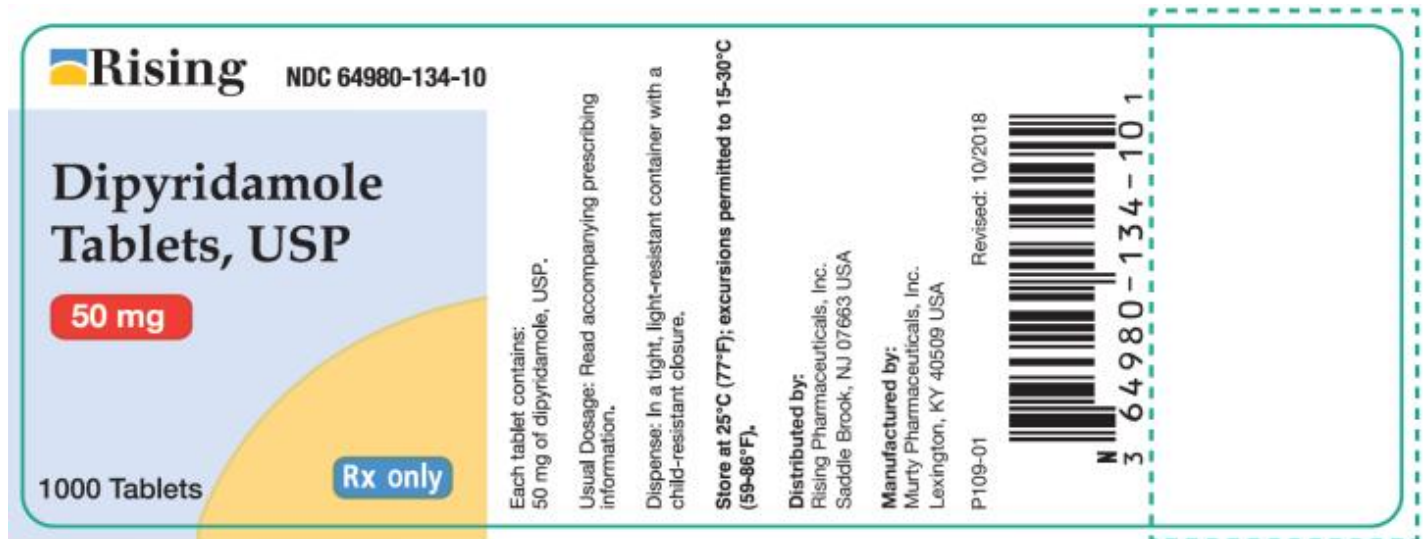 Rising
NDC 64980-134-10
Dipyridamole
Tablets, USP
50 mg
1000 Tablets
Rx only
Each tablet contains:
50 mg of dipyridamole, USP.
Usual Dosage: Read accompanying prescribing
information.
Dispense: In a tight, light-resistant container with a
child-resistant closure.
Store at 25°C (77°F); excursions permitted to 15-30°C
(59-86°F).
Distributed by:
Rising Pharmaceuticals, Inc.
Saddle Brook, NJ 07663 USA
Manufactured by:
Murty Pharmaceuticals, Inc.
Lexington, KY 40509 USA
P109-01
Revised: 10/2018
N
3 64980-134-10 1